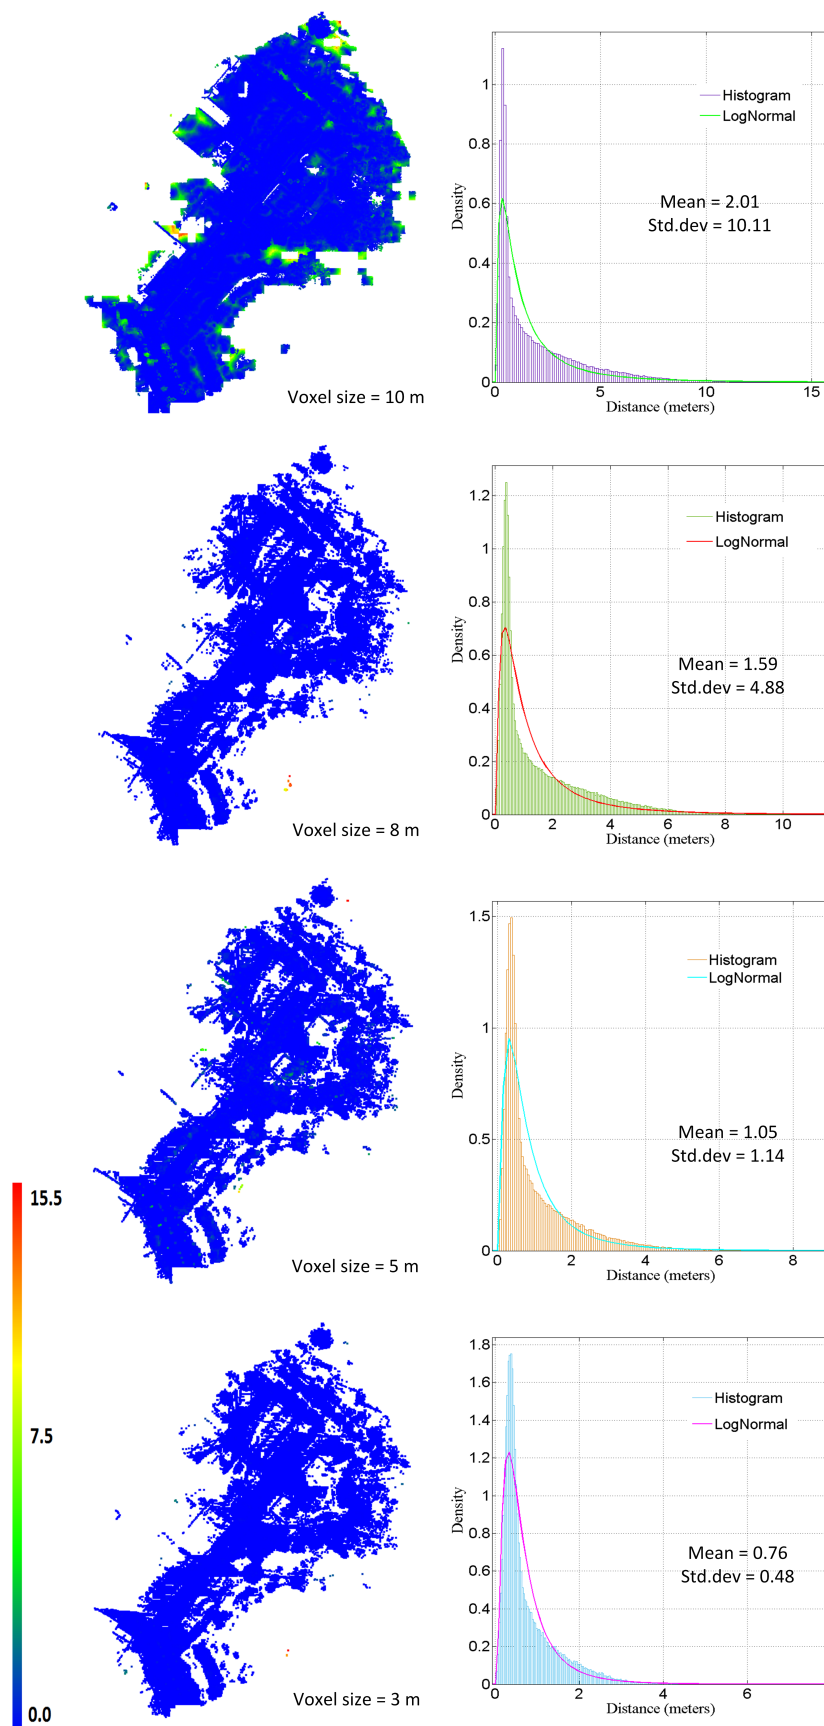 1
0.8
0.6
0.4
0.2
0
0
5
10
15
Density
Distance (meters)
Histogram
LogNormal
Mean = 2.01
Std.dev = 10.11
Voxel size = 10 m
1.2
1
0.8
0.6
0.4
0.2
0
0
2
4
6
8
10
Density
Distance (meters)
Histogram
LogNormal
Mean = 1.59
Std.dev = 4.88
Voxel size = 8 m
1.5
1
0.5
0
0
2
4
6
8
Density
Distance (meters)
Histogram
LogNormal
Mean = 1.05
Std.dev = 1.14
Voxel size = 5 m
15.5
7.5
0.0
1.8
1.6
1.4
1.2
1
0.8
0.6
0.4
0.2
0
0
2
4
6
Density
Distance (meters)
Histogram
LogNormal
Mean = 0.76
Std.dev = 0.48
Voxel size = 3 m